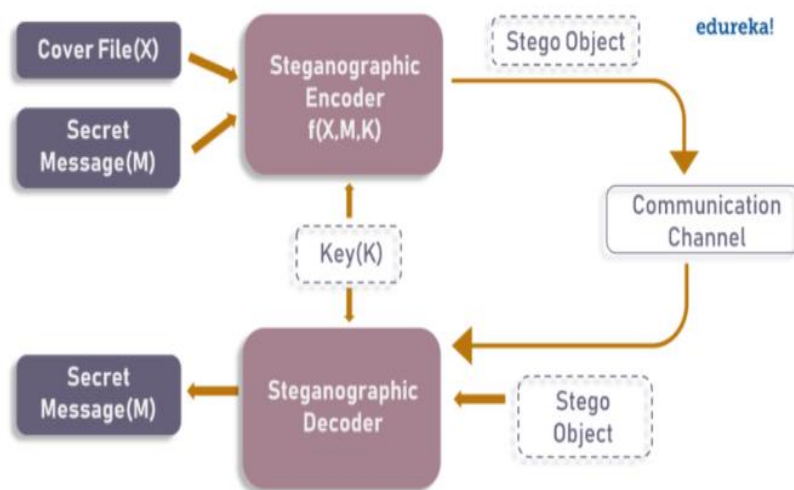 Cover File(X)
Secret
Message(M)
Steganographic
Encoder
f(X,M,K)
Stego Object
edureka!
Communication
Channel
Key(K)
Secret
Message(M)
Steganographic
Decoder
Stego
Object